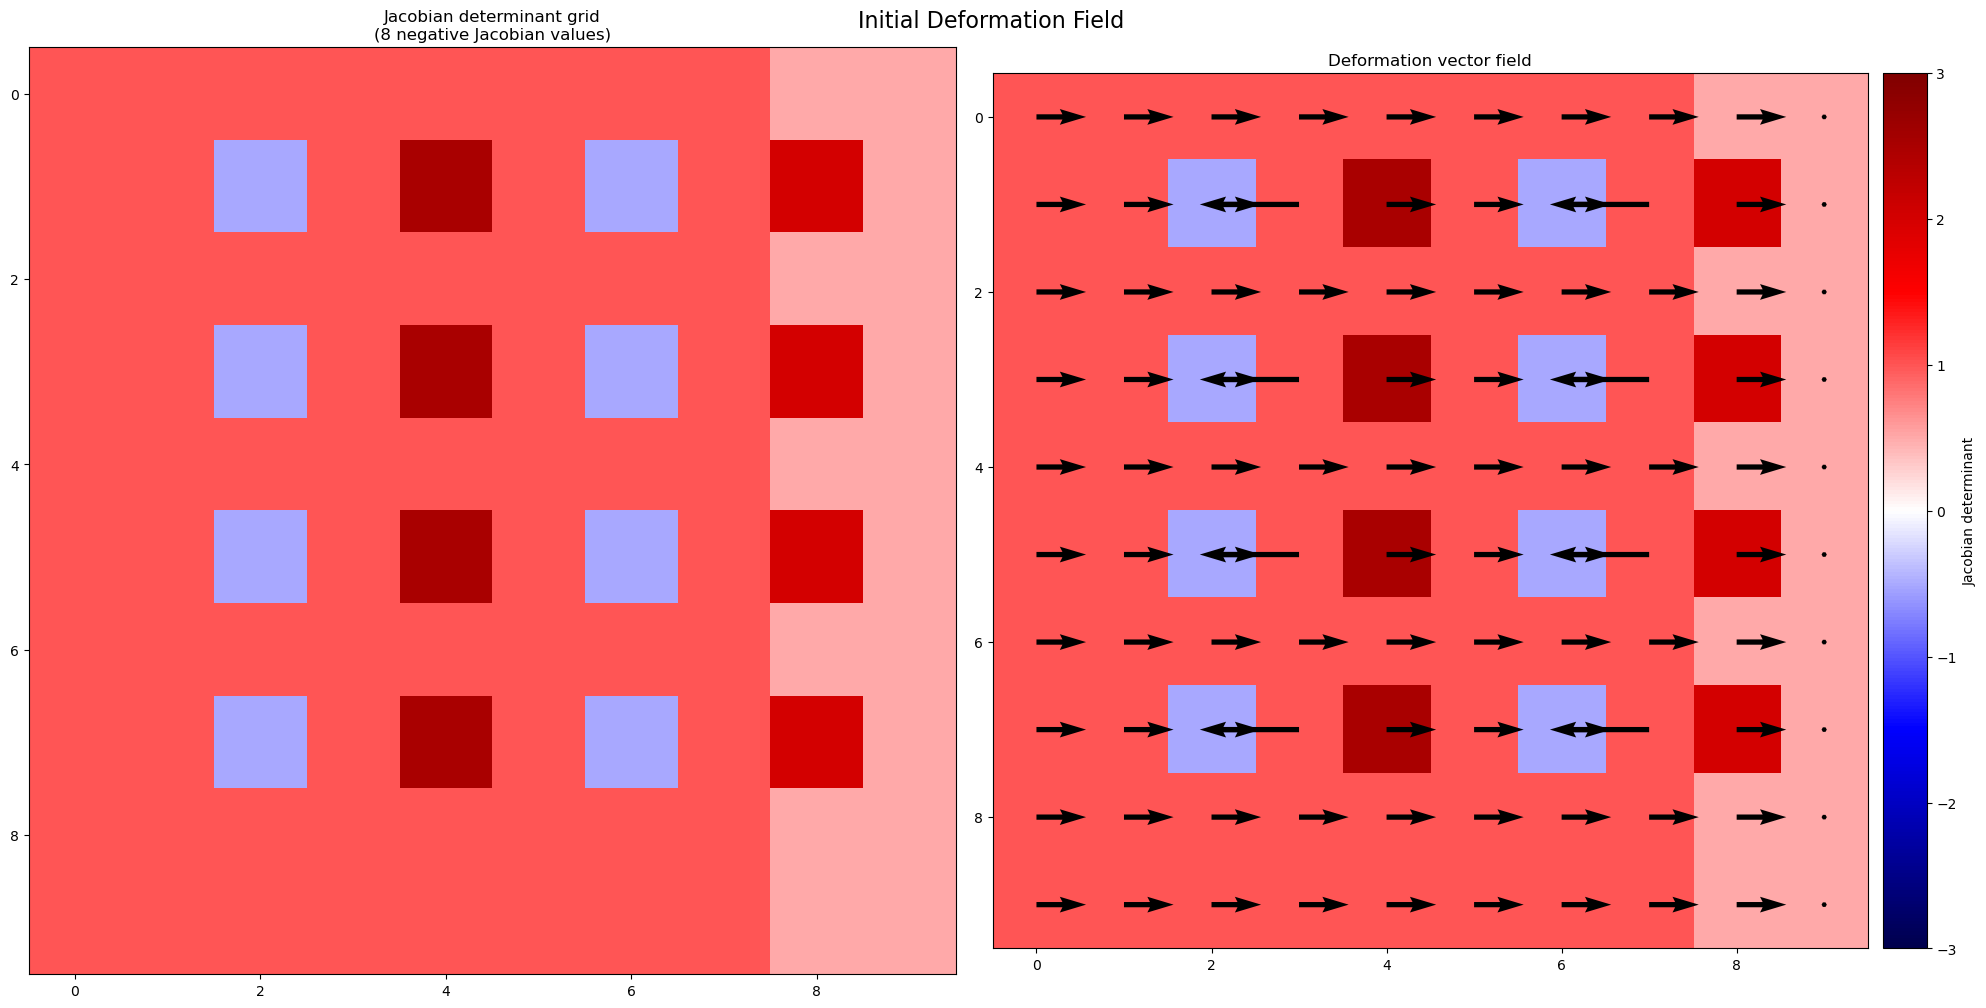 Initial Deformation Field
Jacobian determinant grid
(8 negative Jacobian values)
0
2
4
6
8
0 2 4 6 8
Deformation vector field
0
2
4
6
8
0 2 4 6 8
3
2
1
0
−1
−2
−3
Jacobian determinant